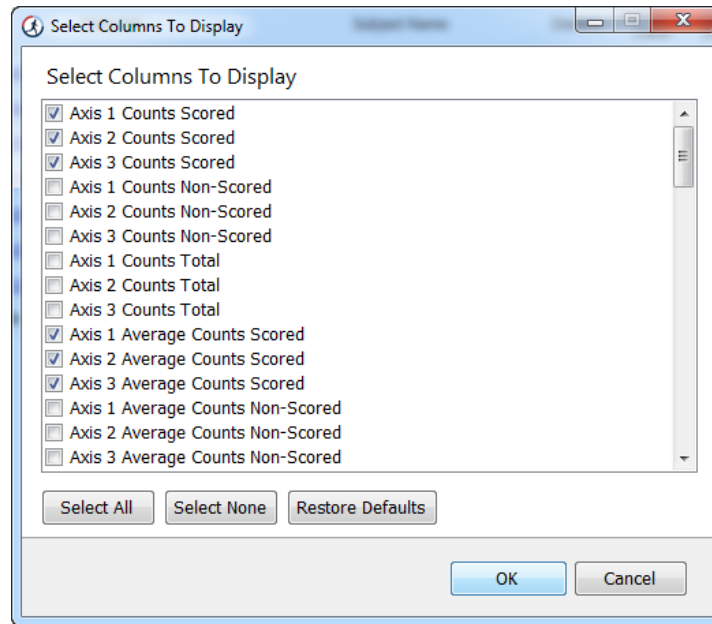 Select Columns To Display
Select Columns To Display
Axis 1 Counts Scored
Axis 2 Counts Scored
Axis 3 Counts Scored
Axis 1 Counts Non-Scored
Axis 2 Counts Non-Scored
Axis 3 Counts Non-Scored
Axis 1 Counts Total
Axis 2 Counts Total
Axis 3 Counts Total
Axis 1 Average Counts Scored
Axis 2 Average Counts Scored
Axis 3 Average Counts Scored
Axis 1 Average Counts Non-Scored
Axis 2 Average Counts Non-Scored
Axis 3 Average Counts Non-Scored
Select All Select None Restore Defaults
OK Cancel